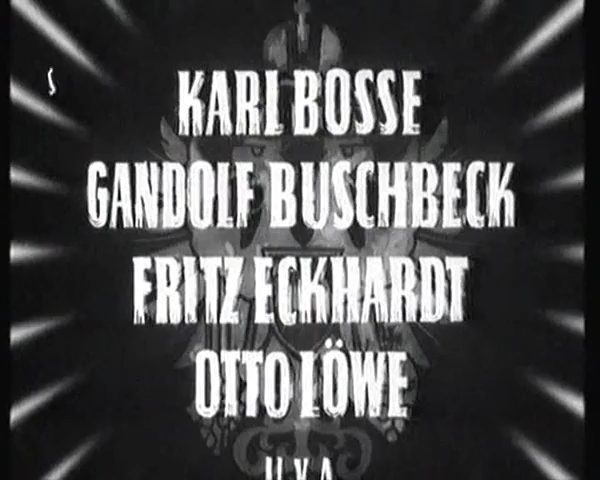 KARL BOSSE
GANDOLF BUSCHBECK
FRITZ ECKHARDT
OTTO LÖWE
U.V.A